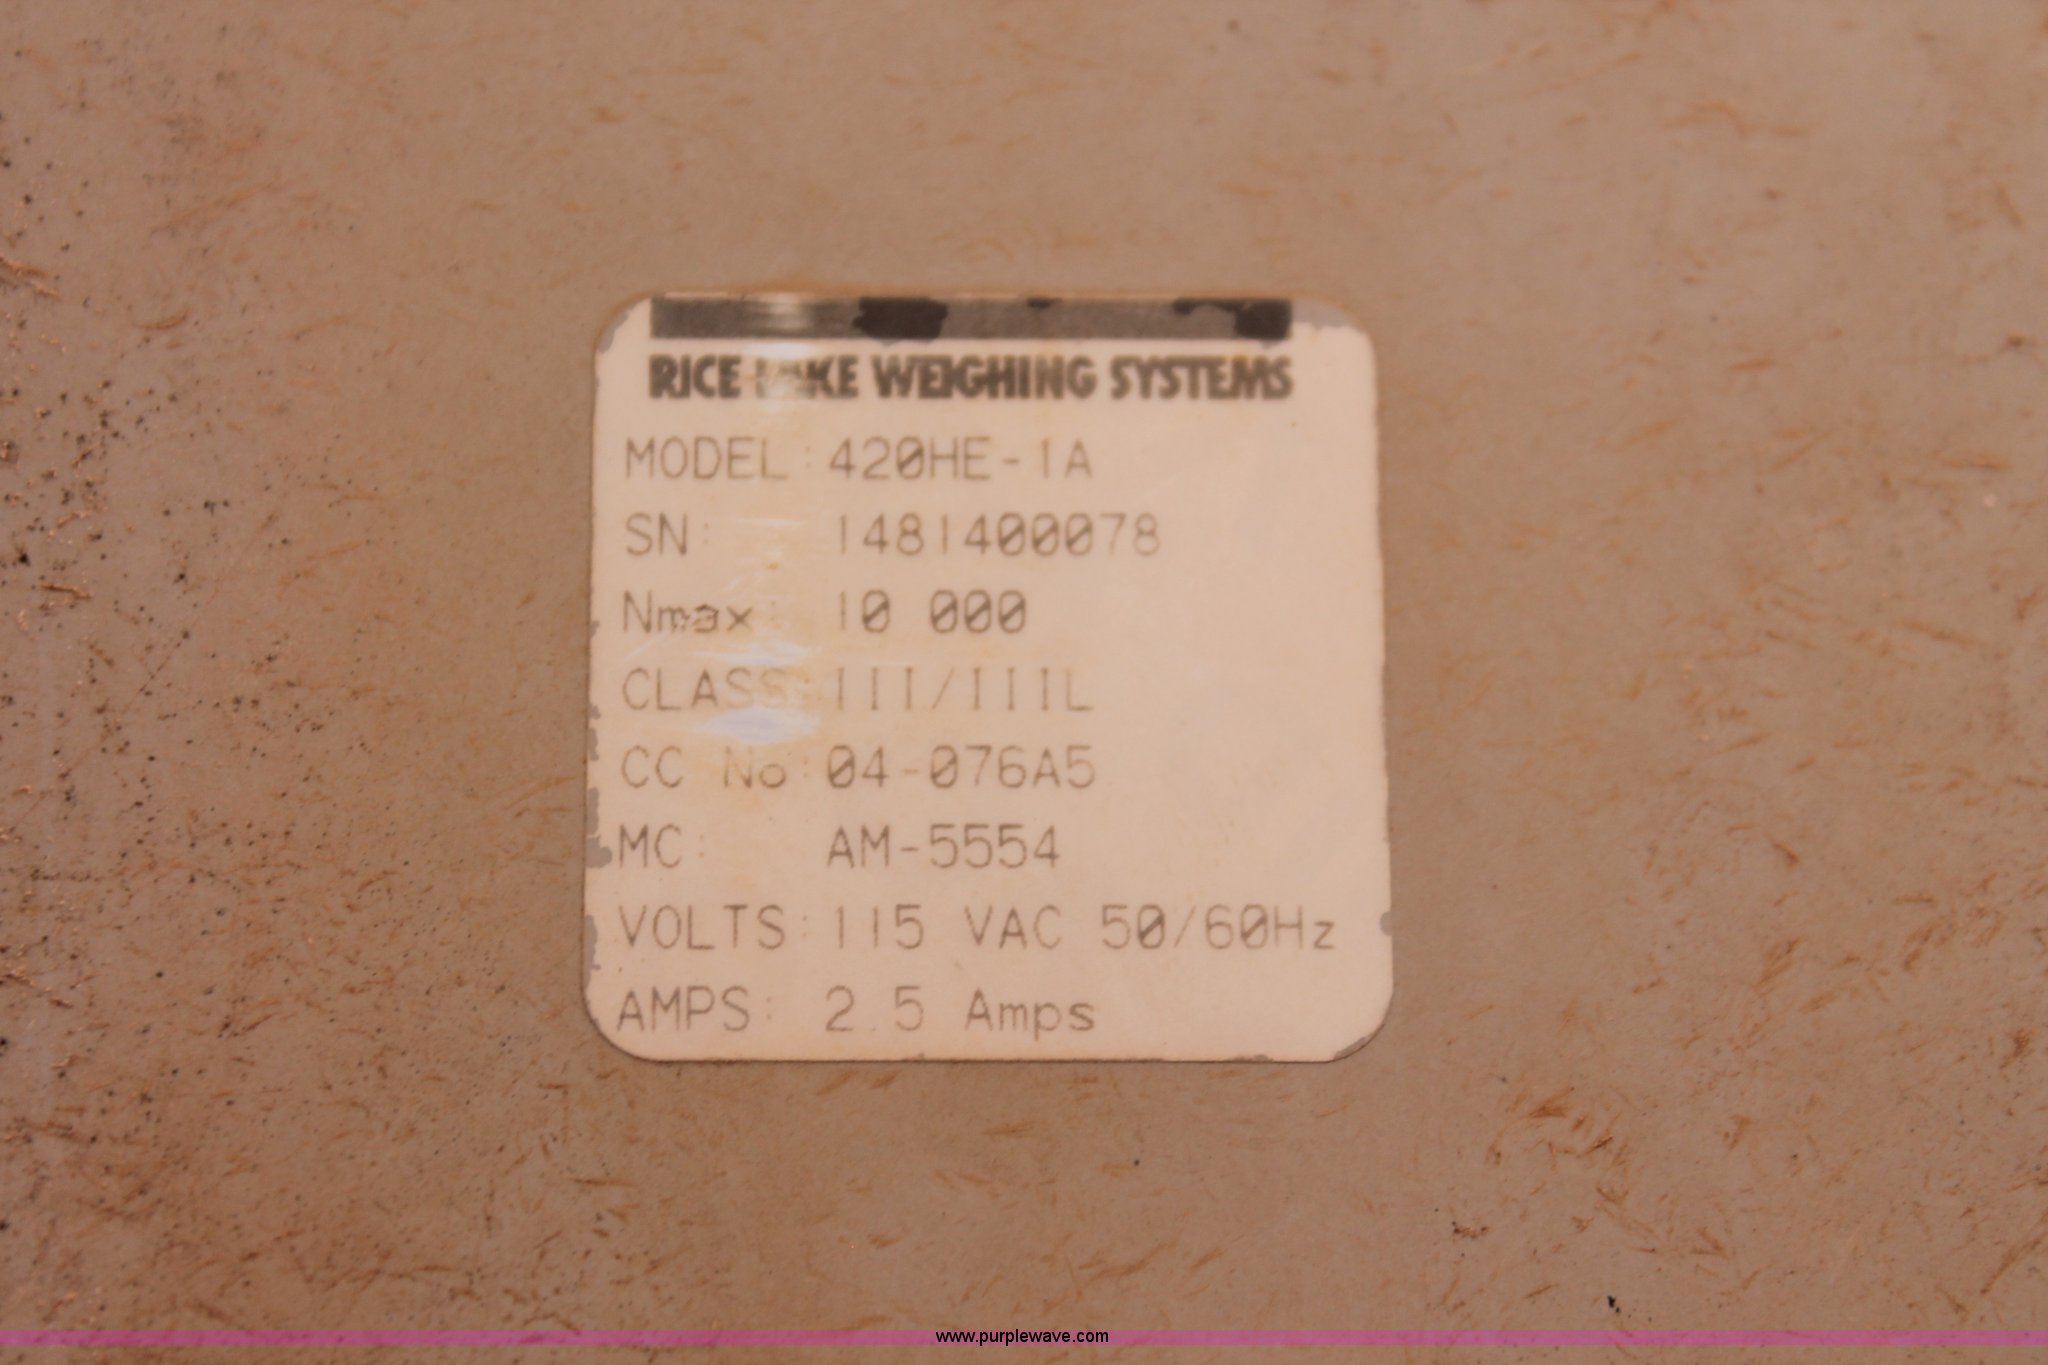 RICE LAKE WEIGHING SYSTEMS
MODEL: 420HE-1A
SN: 1481400078
Nmax: 10 000
CLASS: III/IIIL
CC No: 04-076A5
MC: AM-5554
VOLTS: 115 VAC 50/60Hz
AMPS: 2.5 Amps
www.purplewave.com